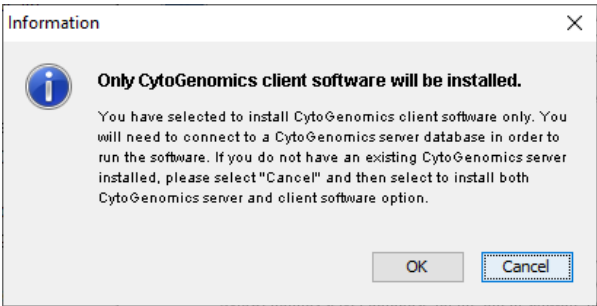 Information
Only CytoGenomics client software will be installed.
You have selected to install CytoGenomics client software only. You
will need to connect to a CytoGenomics server database in order to
run the software. If you do not have an existing CytoGenomics server
installed, please select "Cancel" and then select to install both
CytoGenomics server and client software option.
OK Cancel